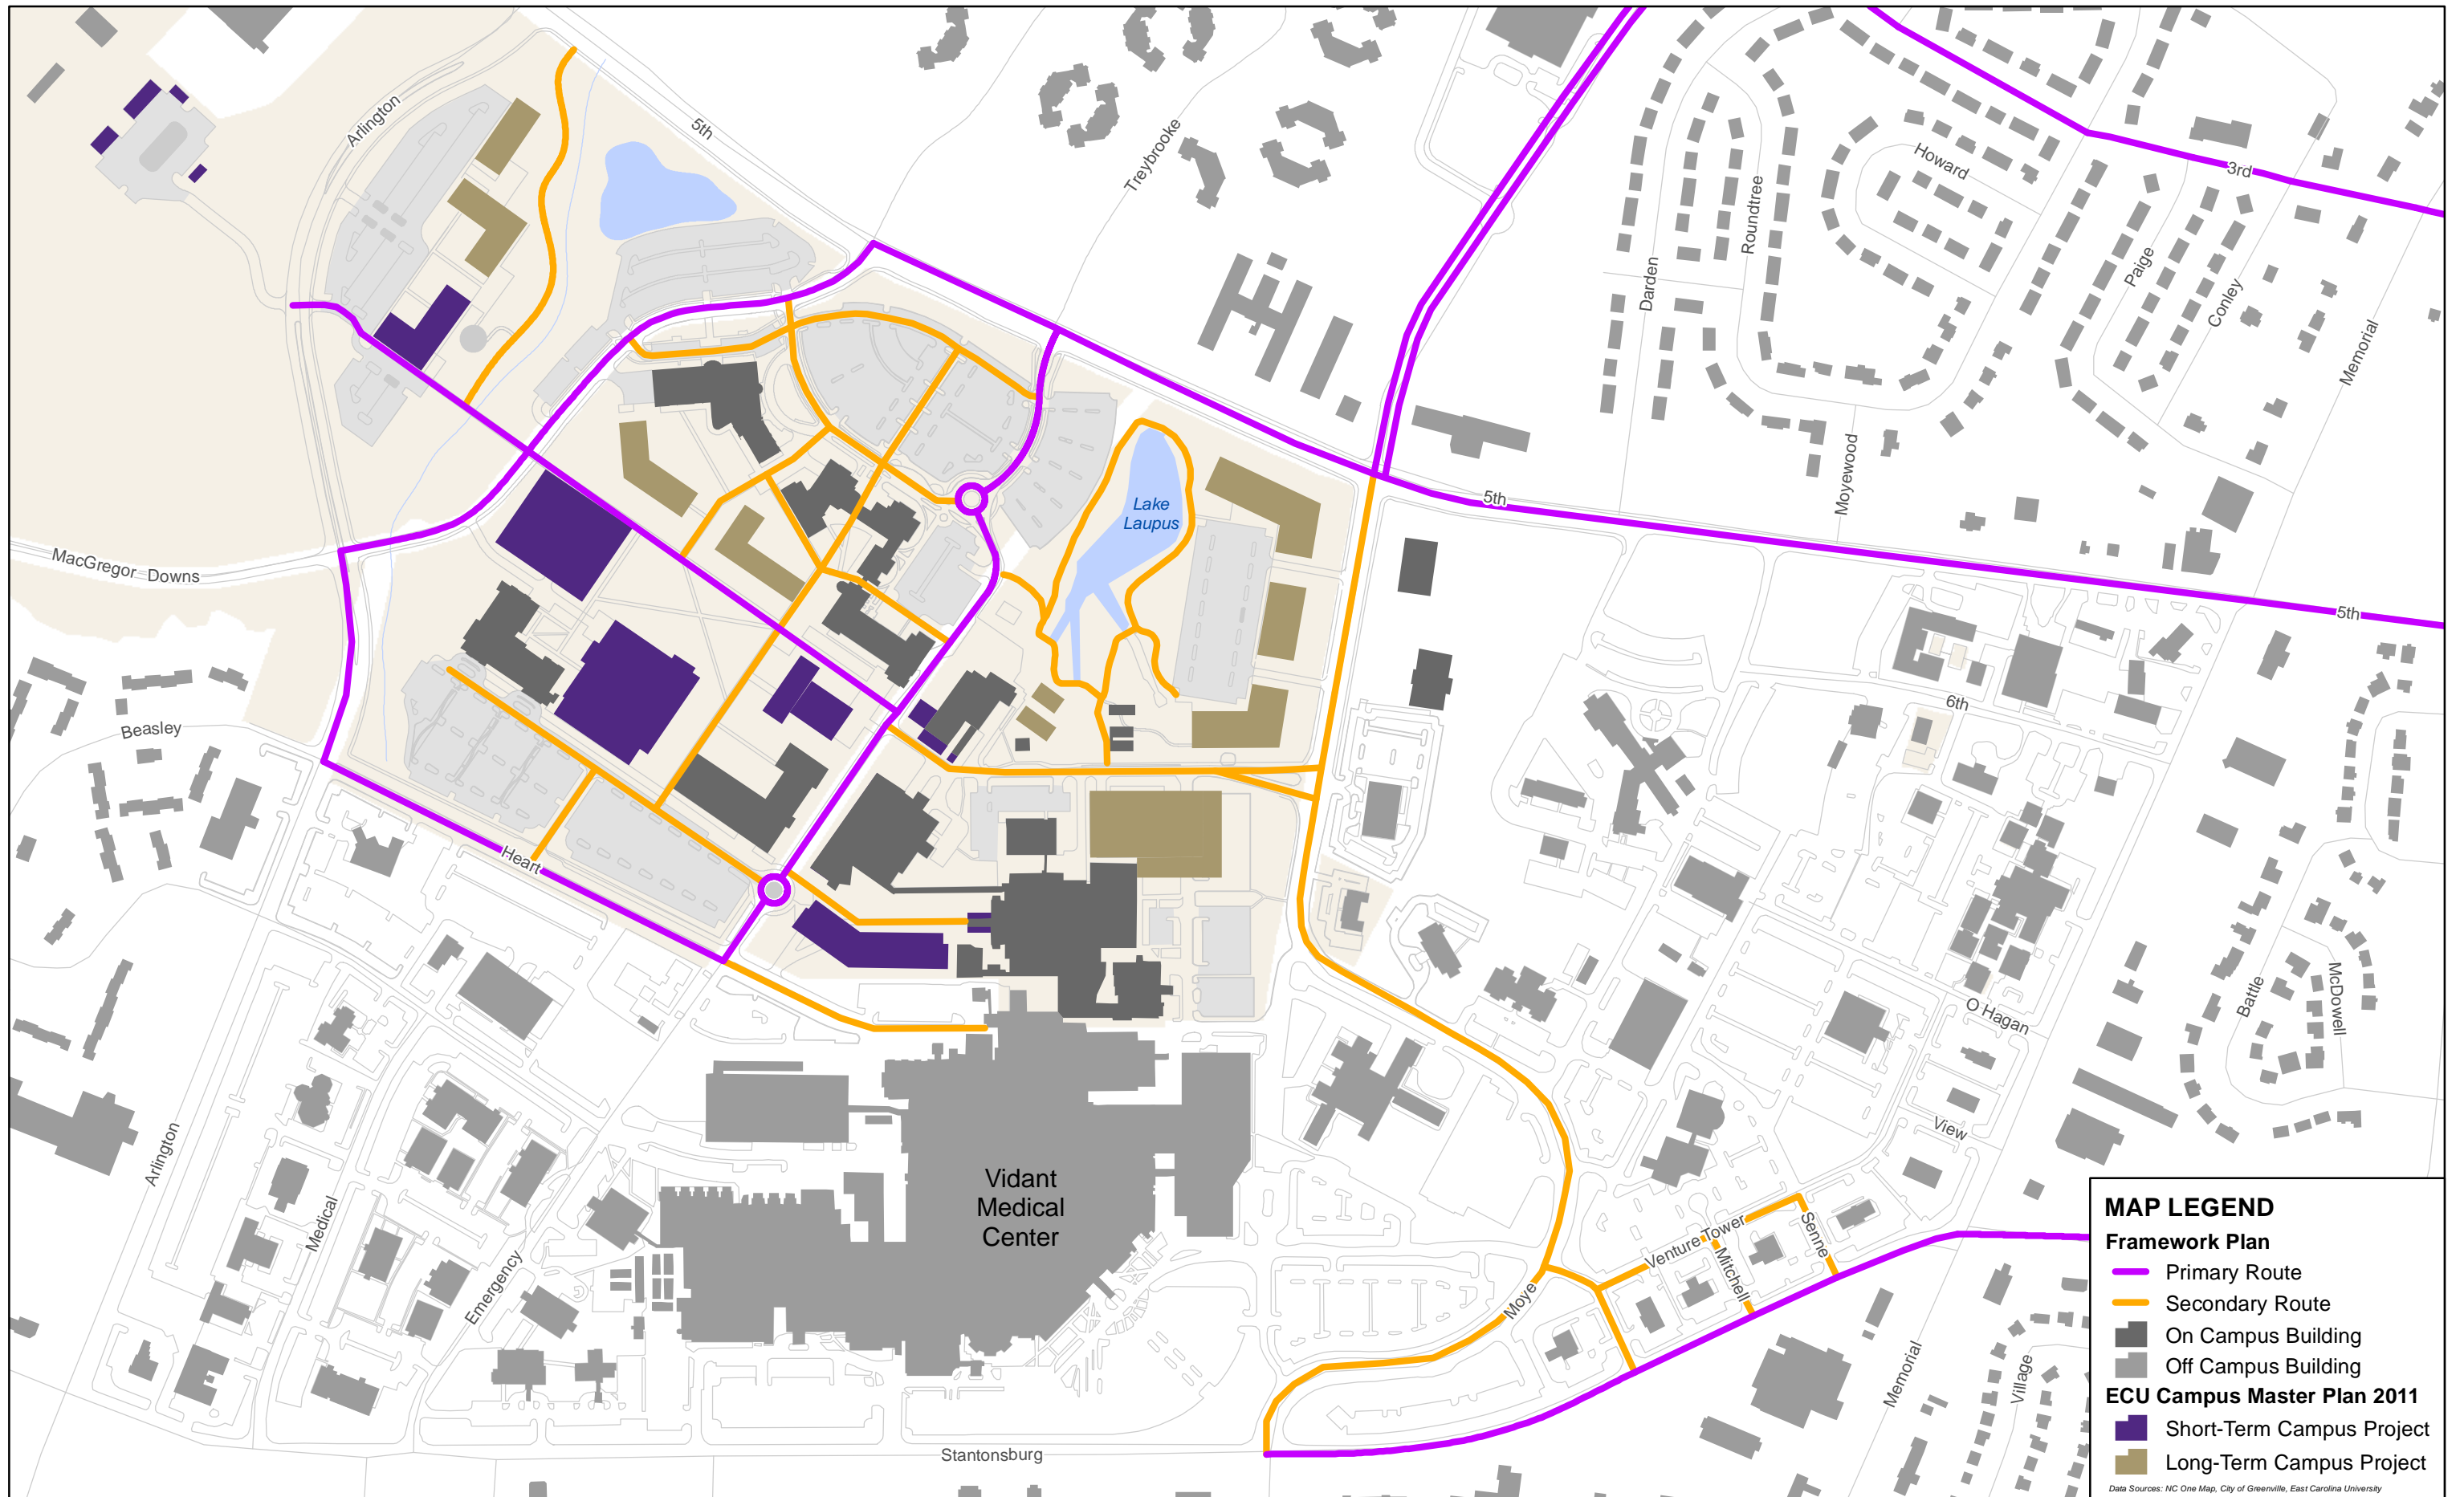 Arlington
5th
Treybrooke
Howard
3rd
Roundtree
Darden
Paige
Conley
Memorial
Moyewood
Lake
Laupus
5th
MacGregor Downs
5th
6th
Beasley
Heart
Battle
McDowell
O Hagan
View
Arlington
Medical
Emergency
Vidant
Medical
Center
Venture Tower
Senne
Mitchell
Moye
Memorial
Village
Stantonsburg
MAP LEGEND
Framework Plan
Primary Route
Secondary Route
On Campus Building
Off Campus Building
ECU Campus Master Plan 2011
Short-Term Campus Project
Long-Term Campus Project
Data Sources: NC One Map, City of Greenville, East Carolina University